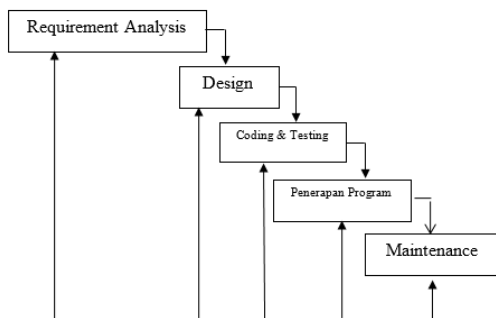 Requirement Analysis
Design
Coding & Testing
Penerapan Program
Maintenance